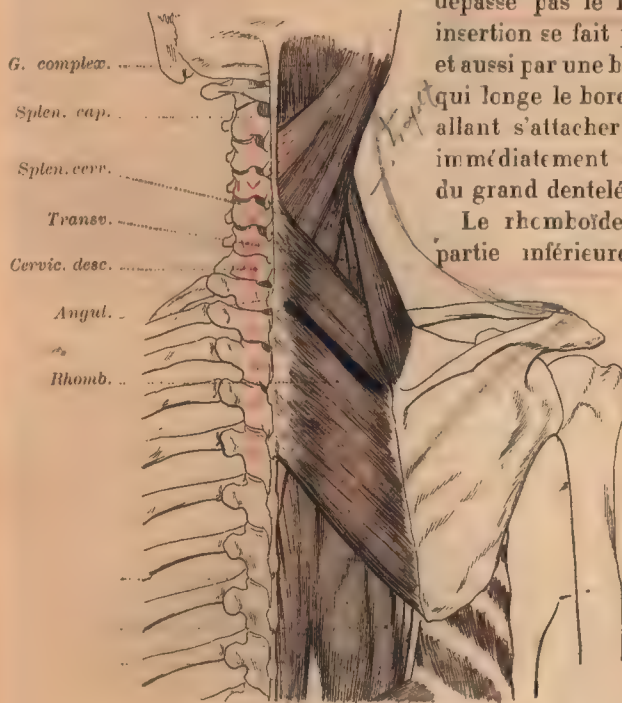 dépasse pas le
insertion se fait
et aussi par une
qui longe le
allant s'attacher
immédiatement
du grand dentelé
Le rhomboïde
partie inférieure
G. complex.
Splen. cap.
Splen. cerv.
Transv.
Cervic. desc.
Angul.
Rhomb.